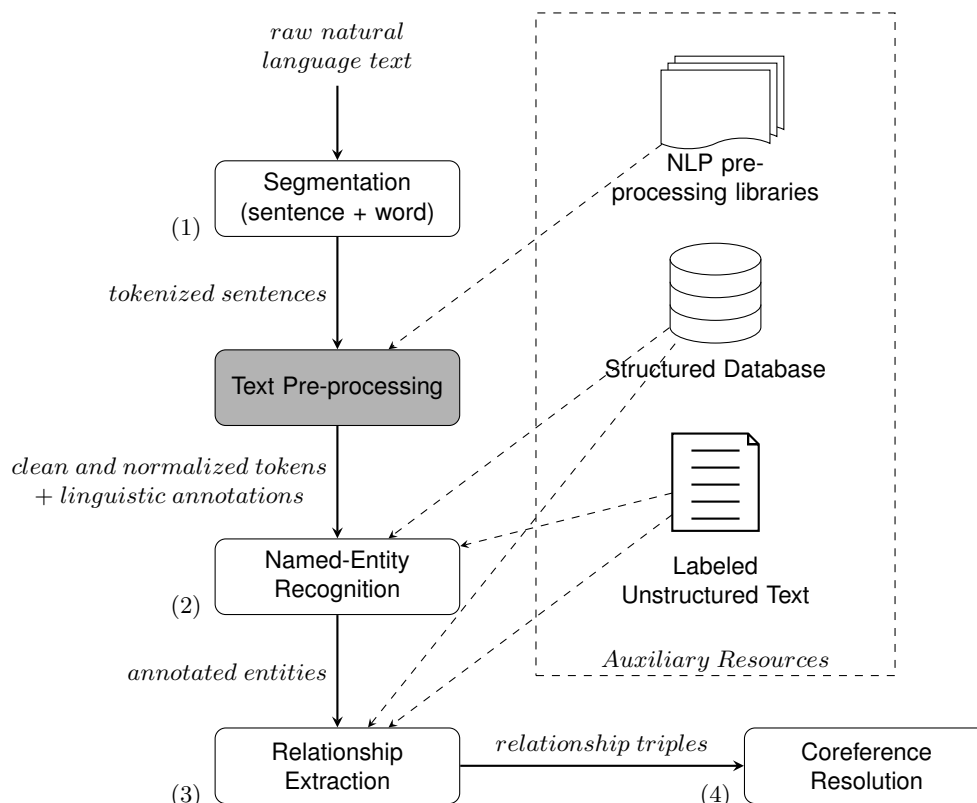 raw natural
language text
Segmentation
(sentence + word)
(1)
tokenized sentences
Text Pre-processing
clean and normalized tokens
+ linguistic annotations
Named-Entity
Recognition
(2)
annotated entities
Relationship
Extraction
(3)
relationship triples
(4)
Coreference
Resolution
NLP pre-
processing libraries
Structured Database
Labeled
Unstructured Text
Auxiliary Resources